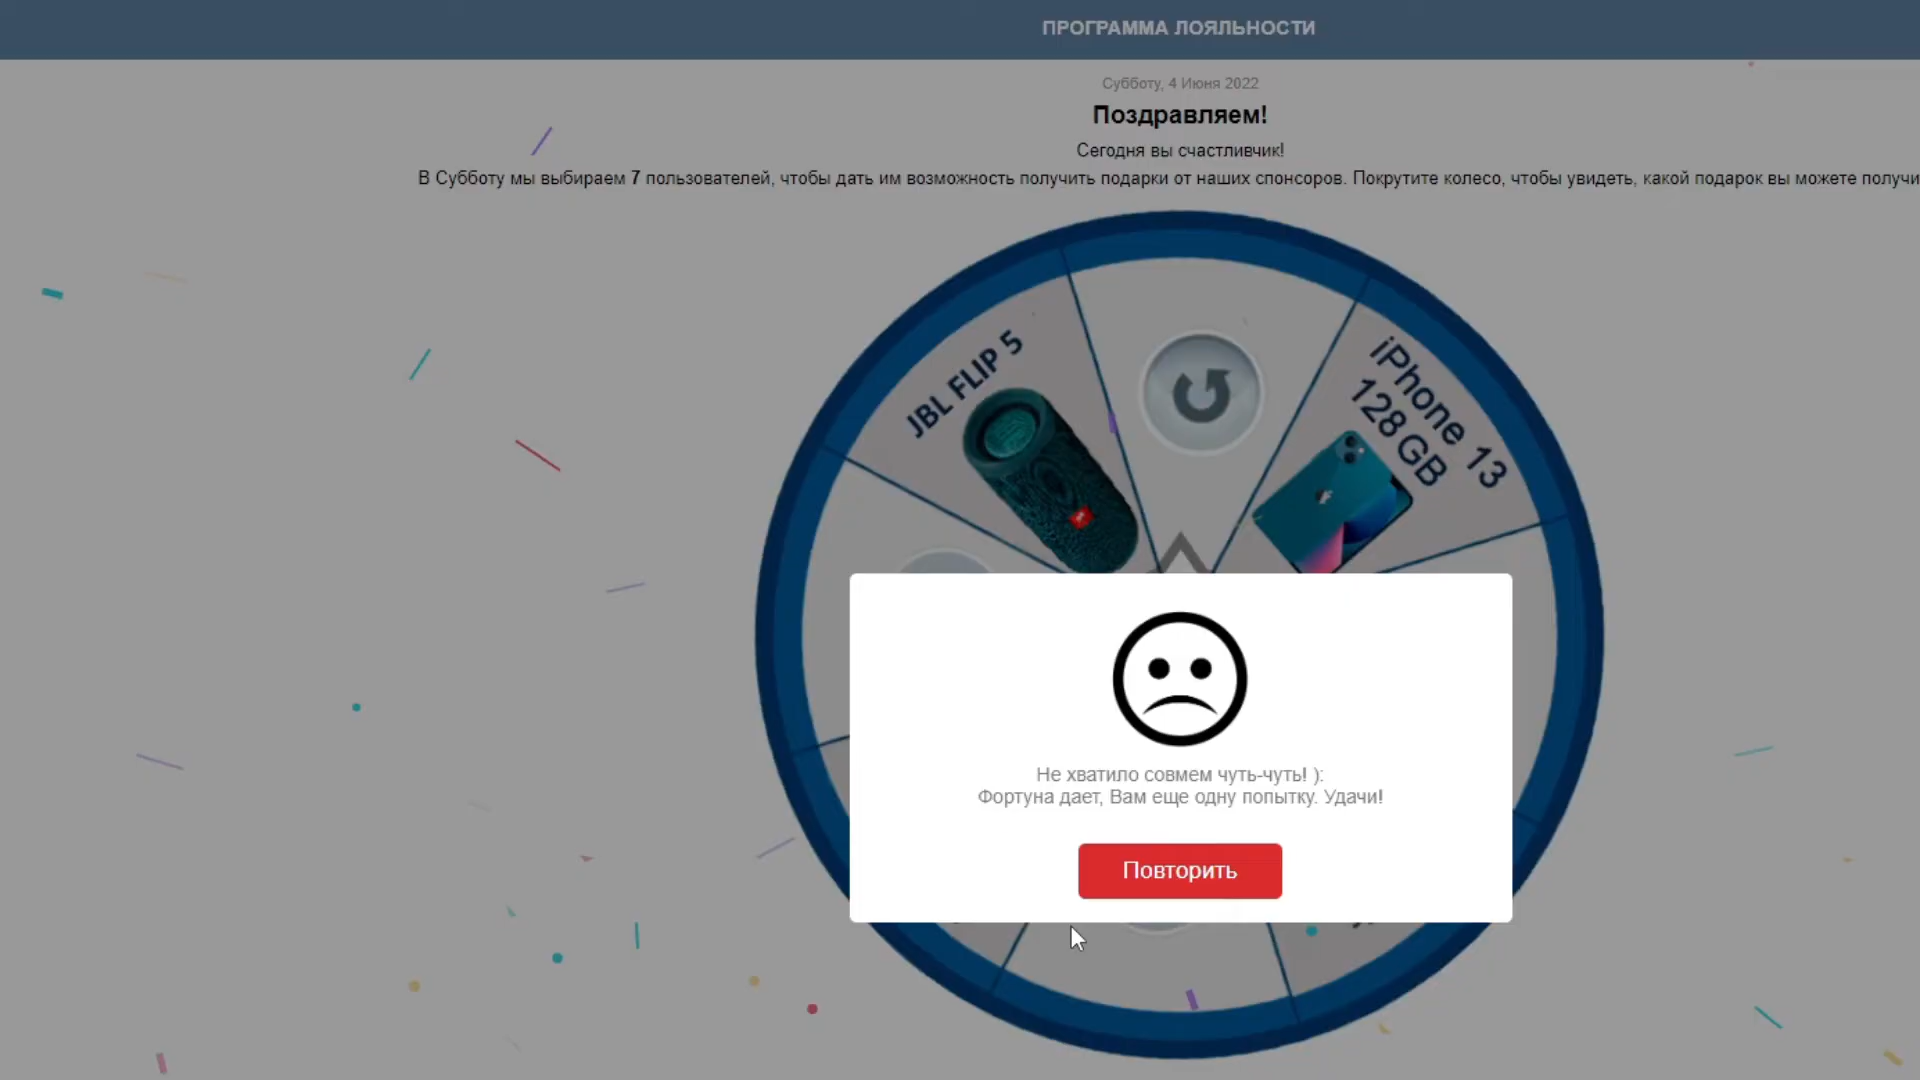 ПРОГРАММА ЛОЯЛЬНОСТИ
Субботу, 4 Июня 2022
Поздравляем!
Сегодня вы счастливчик!
В Субботу мы выбираем 7 пользователей, чтобы дать им возможность получить подарки от наших спонсоров. Покрутите колесо, чтобы увидеть, какой подарок вы можете получи
JBL FLIP 5
iPhone 13
128 GB
Не хватило совмем чуть-чуть! ):
Фортуна дает, Вам еще одну попытку. Удачи!
Повторить